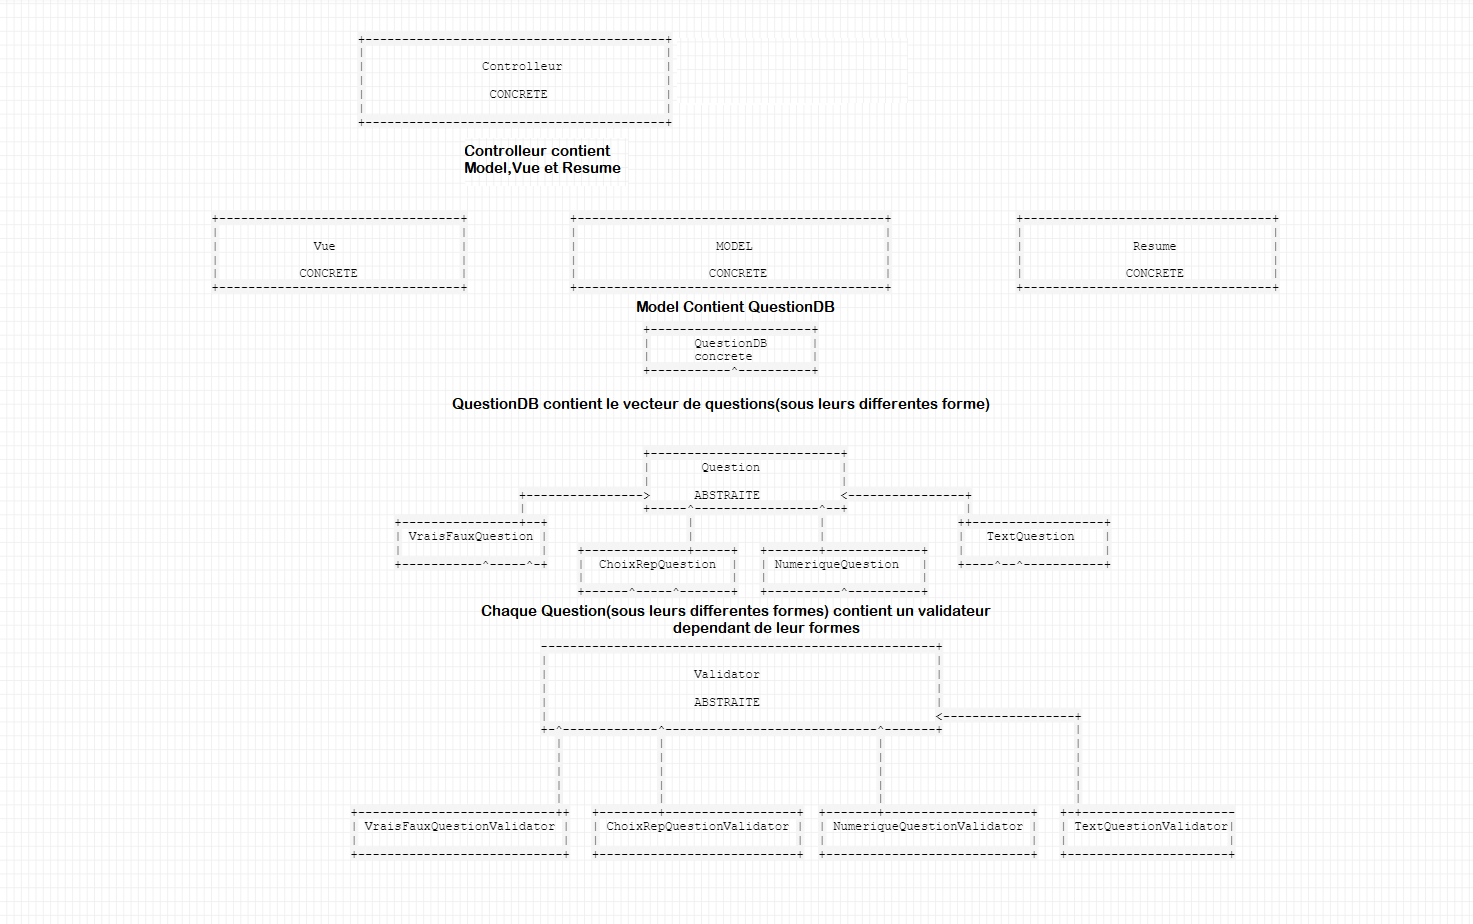 Controlleur
CONCRETE
Controlleur contient
Model,Vue et Resume
Vue
CONCRETE
MODEL
CONCRETE
Resume
CONCRETE
Model Contient QuestionDB
QuestionDB
concrete
QuestionDB contient le vecteur de questions(sous leurs differentes forme)
Question
ABSTRAITE
VraisFauxQuestion
ChoixRepQuestion
NumeriqueQuestion
TextQuestion
Chaque Question(sous leurs differentes formes) contient un validateur
dependant de leur formes
Validator
ABSTRAITE
VraisFauxQuestionValidator
ChoixRepQuestionValidator
NumeriqueQuestionValidator
TextQuestionValidator